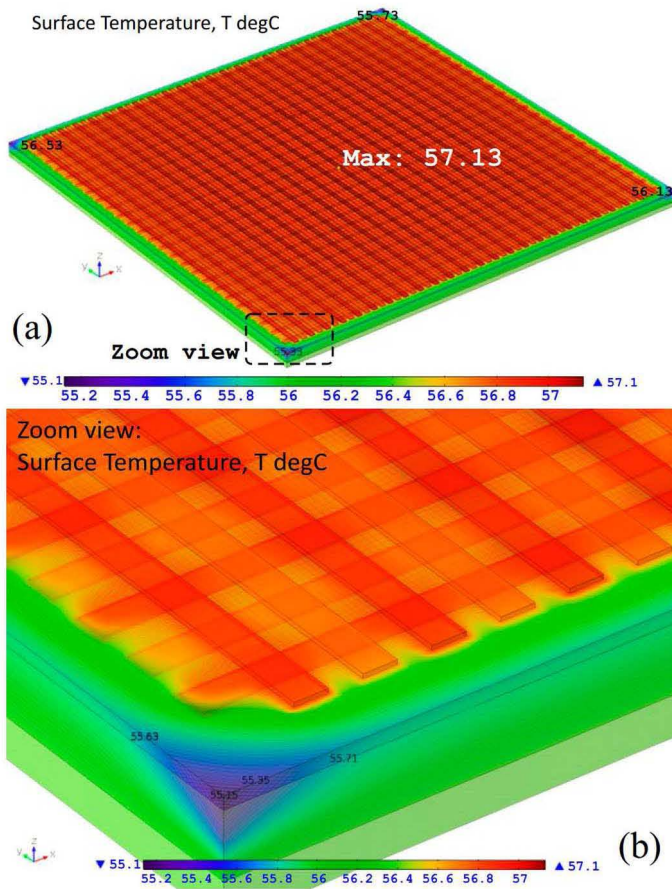 Surface Temperature, T degC
55.73
56.53
Max: 57.13
56.13
z
y x
(a)
Zoom view
▼55.1 55.2 55.4 55.6 55.8 56 56.2 56.4 56.6 56.8 57 ▲ 57.1
Zoom view:
Surface Temperature, T degC
55.63
55.71
55.35
55.15
z
y x
▼ 55.1 55.2 55.4 55.6 55.8 56 56.2 56.4 56.6 56.8 57 ▲ 57.1
(b)